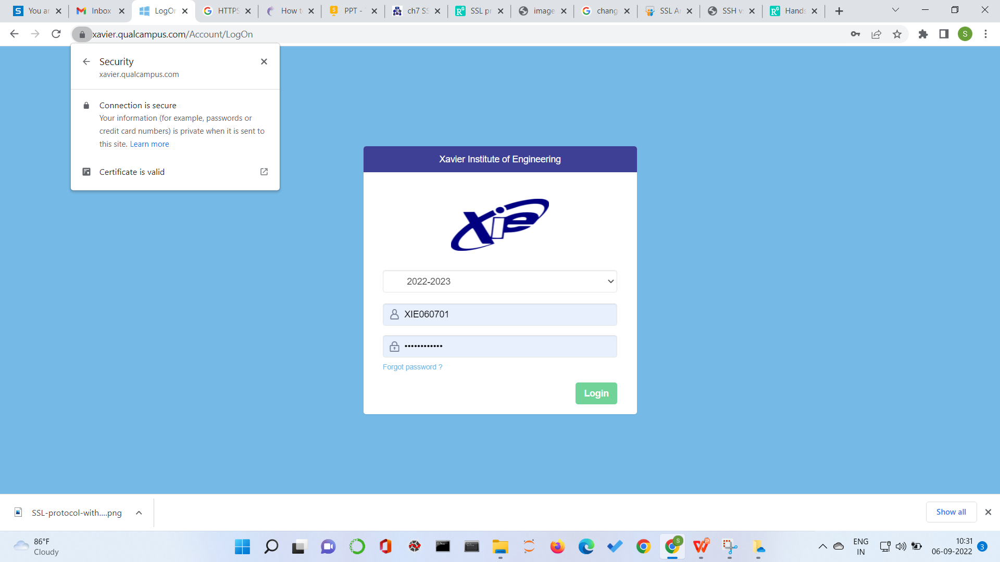 You ar
Inbox
LogOn
HTTPS
How to
PPT -
ch7 SS
SSL pr
image
chang
SSL Ar
SSH v
Hands
xavier.qualcampus.com/Account/LogOn
S
Security
xavier.qualcampus.com
Connection is secure
Your information (for example, passwords or
credit card numbers) is private when it is sent to
this site. Learn more
Certificate is valid
Xavier Institute of Engineering
Xie
2022-2023
XIE060701
••••••••••••
Forgot password ?
Login
SSL-protocol-with....png
Show all
86°F
Cloudy
ENG
IN
10:31
06-09-2022
3